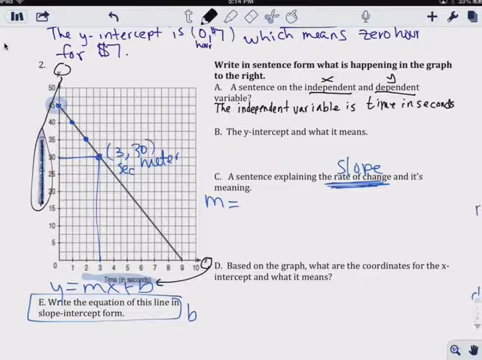 5:14 PM
The y-intercept is (0,7) which means zero hour
hour
for $7.
2.
Write in sentence form what is happening in the graph
to the right.
x y
A. A sentence on the independent and dependent
variable?
The independent variable is time in seconds
B. The y-intercept and what it means.
slope
C. A sentence explaining the rate of change and it's
meaning.
m =
D. Based on the graph, what are the coordinates for the x-
intercept and what it means?
50
45
40
35
30
25
20
15
10
5
0
0 1 2 3 4 5 6 7 8 9 10
(3, 30)
sec meter
Time (in seconds)
y = mx + b
E. Write the equation of this line in
slope-intercept form.
b